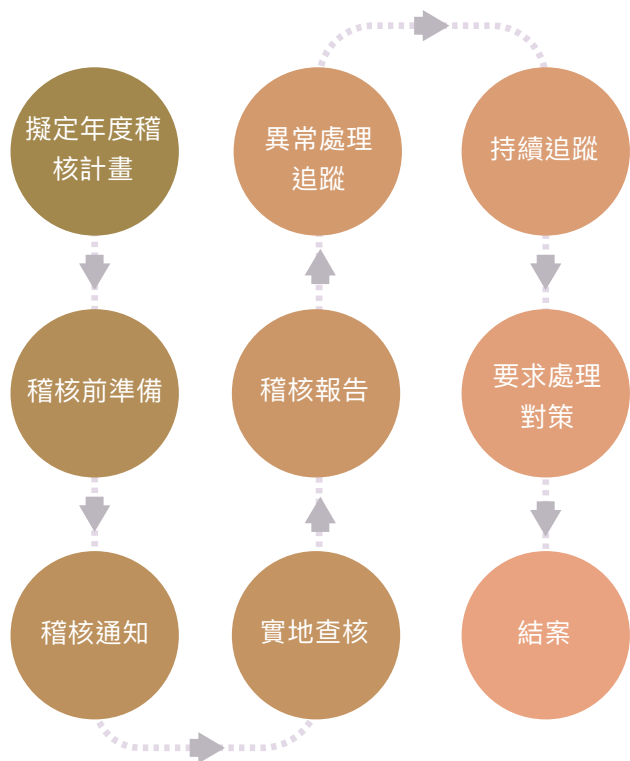 擬定年度稽
核計畫
稽核前準備
稽核通知
實地查核
稽核報告
異常處理
追蹤
持續追蹤
要求處理
對策
結案